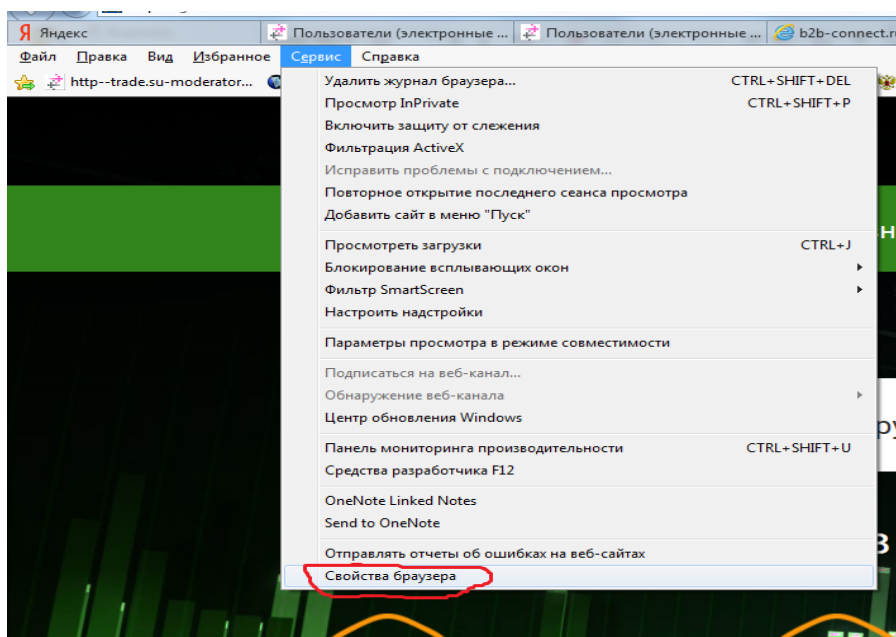 Яндекс Пользователи (электронные ... Пользователи (электронные ... b2b-connect.r
Файл Правка Вид Избранное Сервис Справка
http--trade.su-moderator...
Удалить журнал браузера... CTRL+SHIFT+DEL
Просмотр InPrivate CTRL+SHIFT+P
Включить защиту от слежения
Фильтрация ActiveX
Исправить проблемы с подключением...
Повторное открытие последнего сеанса просмотра
Добавить сайт в меню "Пуск"
Просмотреть загрузки CTRL+J
Блокирование всплывающих окон
Фильтр SmartScreen
Настроить надстройки
Параметры просмотра в режиме совместимости
Подписаться на веб-канал...
Обнаружение веб-канала
Центр обновления Windows
Панель мониторинга производительности CTRL+SHIFT+U
Средства разработчика F12
OneNote Linked Notes
Send to OneNote
Отправлять отчеты об ошибках на веб-сайтах
Свойства браузера